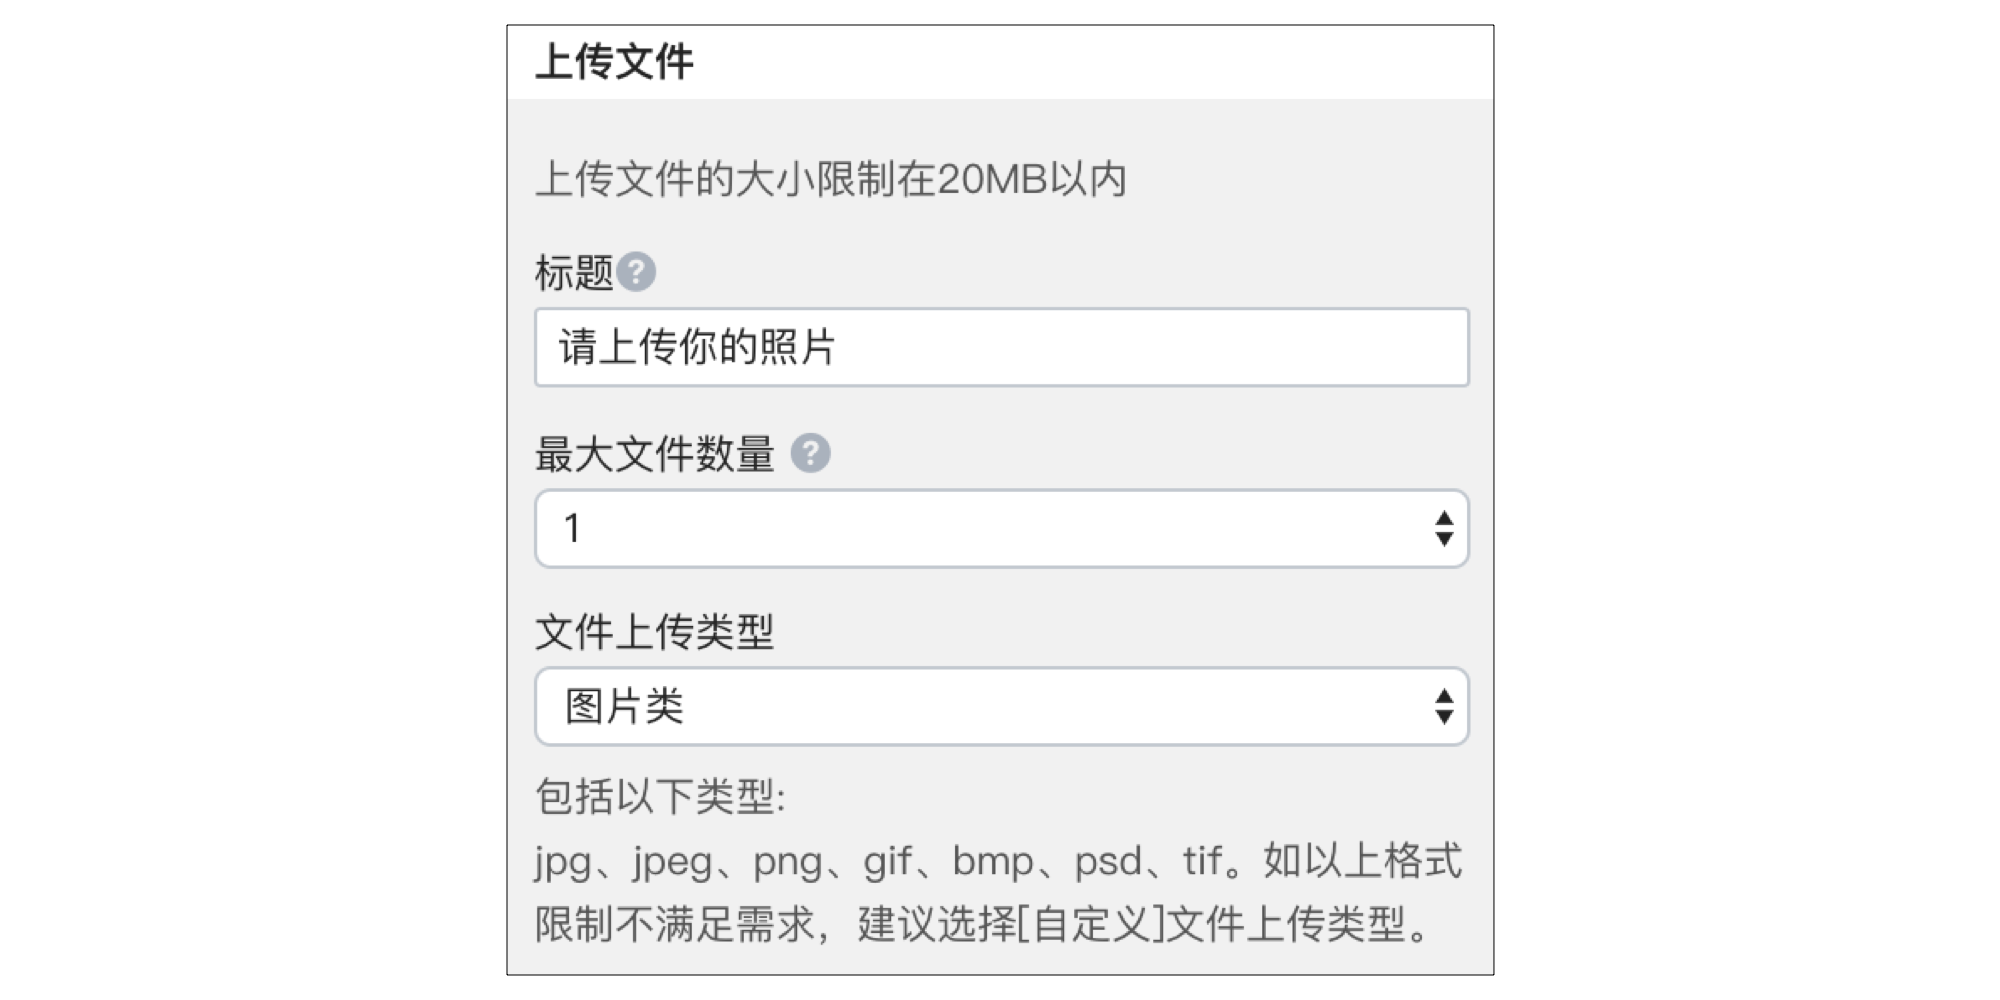 上传文件
上传文件的大小限制在20MB以内
标题?
请上传你的照片
最大文件数量 ?
1
文件上传类型
图片类
包括以下类型:
jpg、jpeg、png、gif、bmp、psd、tif。如以上格式
限制不满足需求，建议选择[自定义]文件上传类型。